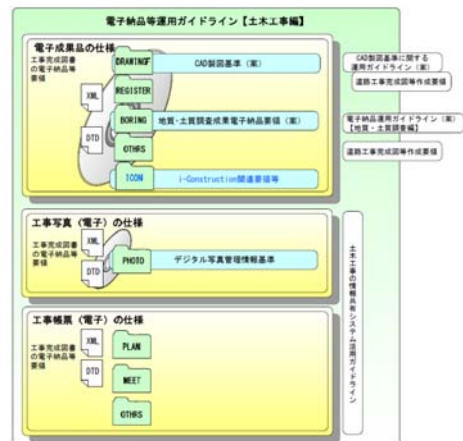 電子納品等運用ガイドライン【土木工事編】
電子成果品の仕様
工事完成図書
の電子納品等
要領
XML
DTD
DRAWINGF
CAD製図基準（案）
REGISTER
BORING
地質・土質調査成果電子納品要領（案）
OTHRS
ICON
i-Construction関連要領等
CAD製図基準に関する
運用ガイドライン（案）
道路工事完成図等作成要領
電子納品運用ガイドライン（案）
【地質・土質調査編】
道路工事完成図等作成要領
工事写真（電子）の仕様
工事完成図書
の電子納品等
要領
XML
DTD
PHOTO
デジタル写真管理情報基準
工事帳票（電子）の仕様
工事完成図書
の電子納品等
要領
XML
DTD
PLAN
MEET
OTHRS
土木工事の情報共有システム活用ガイドライン